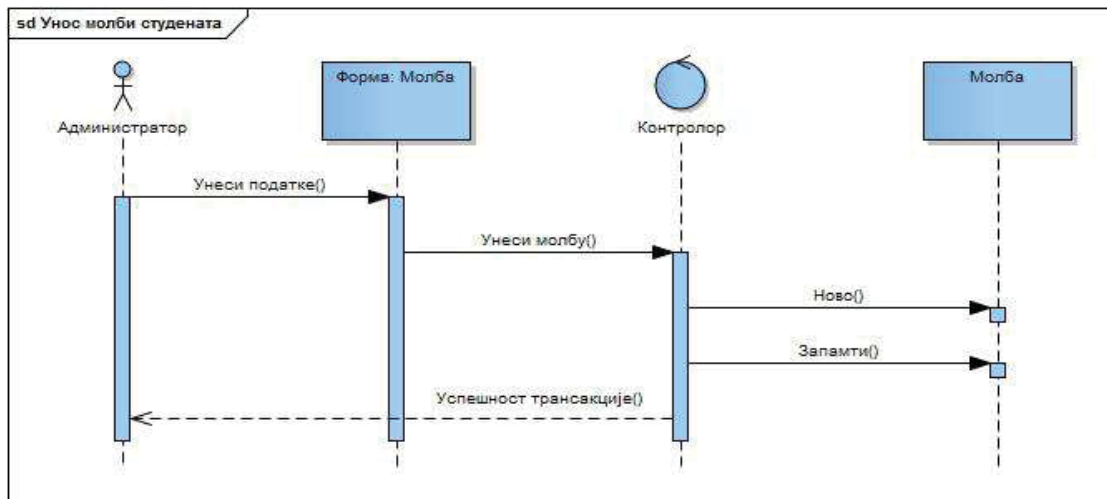 sd Унос молби студената
Администратор
Форма: Молба
Контролор
Молба
Унеси податке()
Унеси молбу()
Ново()
Запамти()
Успешност трансакције()